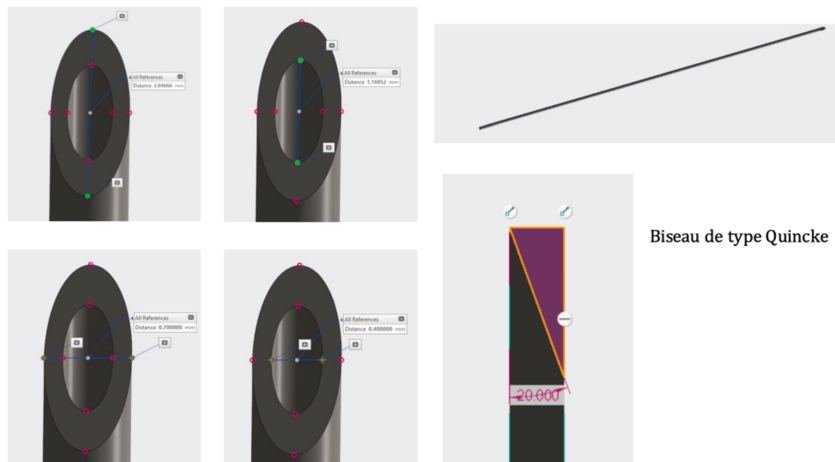 All References
Distance 2.04666 mm
All References
Distance 1.16952 mm
Biseau de type Quincke
All References
Distance 0.700000 mm
All References
Distance 0.400000 mm
20.000